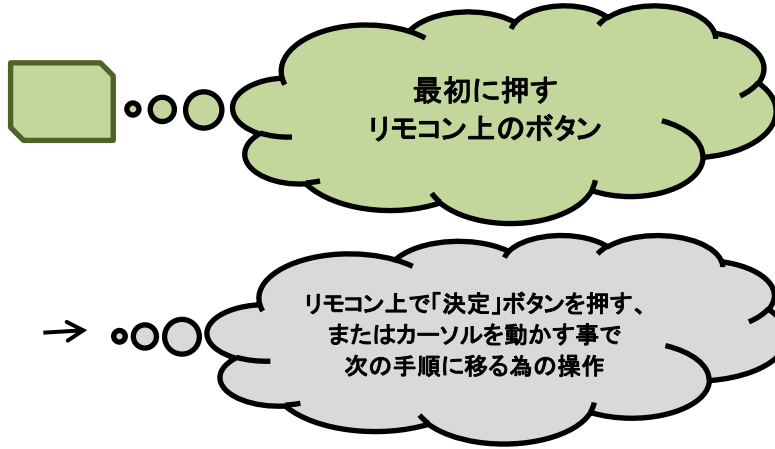 最初に押す
リモコン上のボタン
リモコン上で「決定」ボタンを押す、
またはカーソルを動かす事で
次の手順に移る為の操作